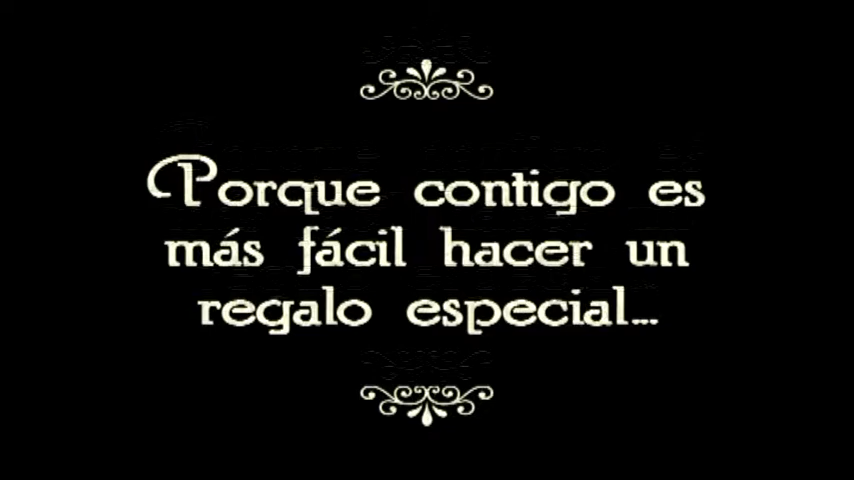 Porque contigo es
más fácil hacer un
regalo especial...